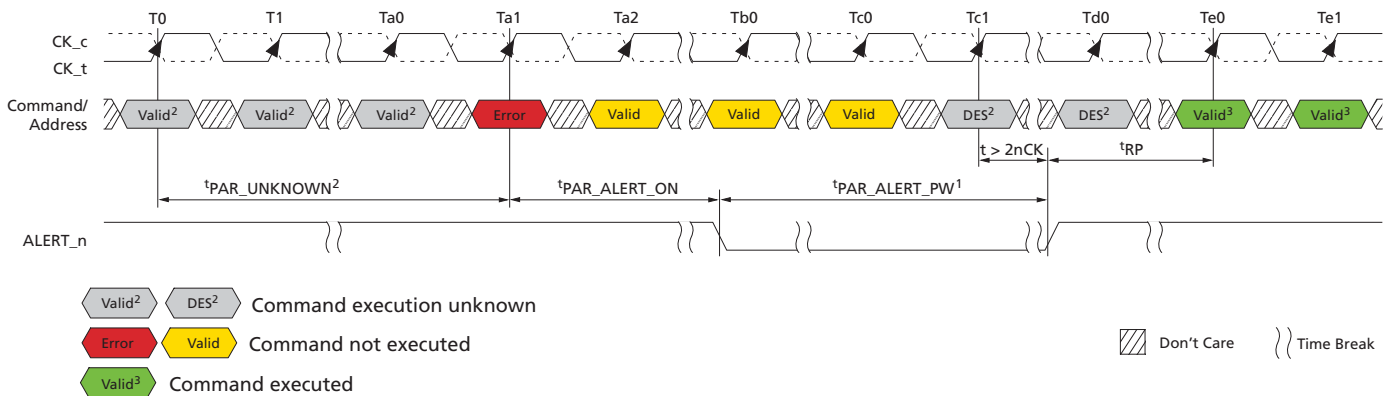 T0 T1 Ta0 Ta1 Ta2 Tb0 Tc0 Tc1 Td0 Te0 Te1
CK_c
CK_t
Command/
Address
Valid² Valid² Valid² Error Valid Valid Valid DES² DES² Valid³ Valid³
t > 2nCK ᵗRP
ᵗPAR_UNKNOWN² ᵗPAR_ALERT_ON ᵗPAR_ALERT_PW¹
ALERT_n
Valid² DES² Command execution unknown
Error Valid Command not executed
Don't Care Time Break
Valid³ Command executed